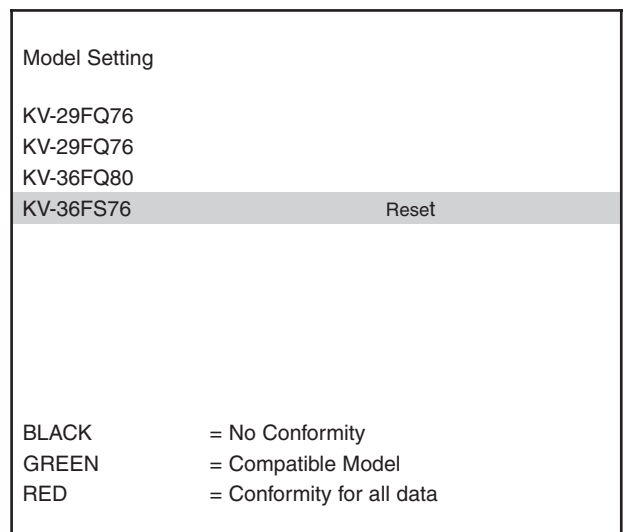 Model Setting
KV-29FQ76
KV-29FQ76
KV-36FQ80
KV-36FS76 Reset
BLACK = No Conformity
GREEN = Compatible Model
RED = Conformity for all data